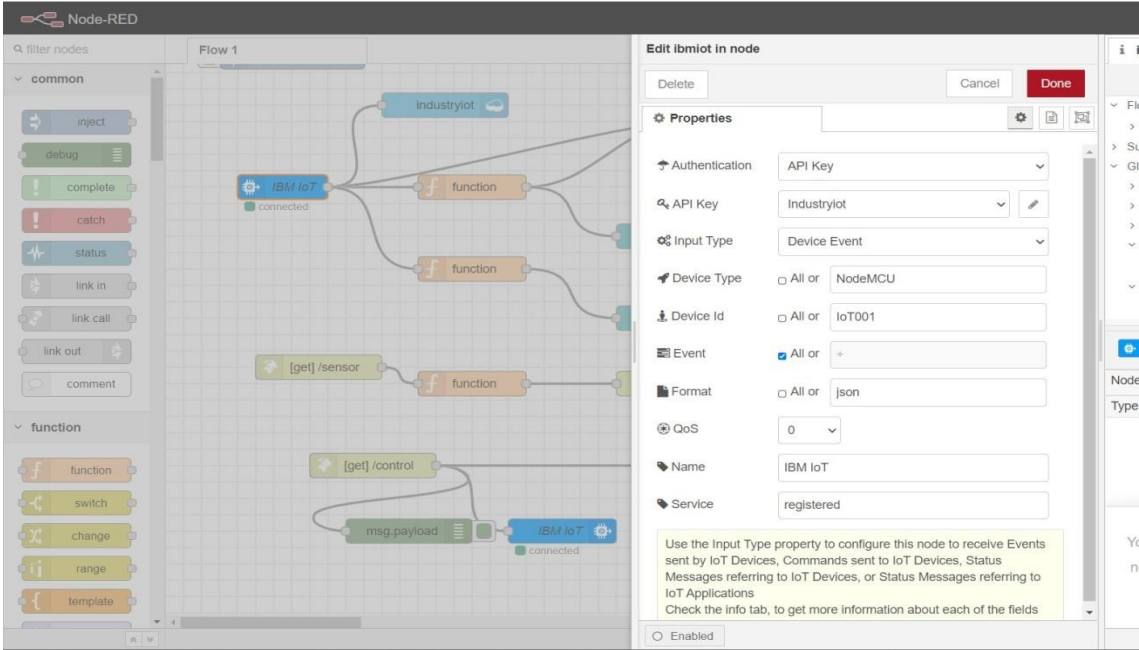 Node-RED
filter nodes
common
inject
debug
complete
catch
status
link in
link call
link out
comment
function
function
switch
change
range
template
Flow 1
industryiot
IBM IoT
connected
function
function
[get] /sensor
function
[get] /control
msg.payload
IBM IoT
connected
Edit ibmiot in node
Delete
Cancel
Done
Properties
Authentication
API Key
API Key
Industryiot
Input Type
Device Event
Device Type
All or
NodeMCU
Device Id
All or
IoT001
Event
All or
+
Format
All or
json
QoS
0
Name
IBM IoT
Service
registered
Use the Input Type property to configure this node to receive Events
sent by IoT Devices, Commands sent to IoT Devices, Status
Messages referring to IoT Devices, or Status Messages referring to
IoT Applications
Check the info tab, to get more information about each of the fields
Enabled
i
Fl
Su
Gl
Node
Type
Yo
n